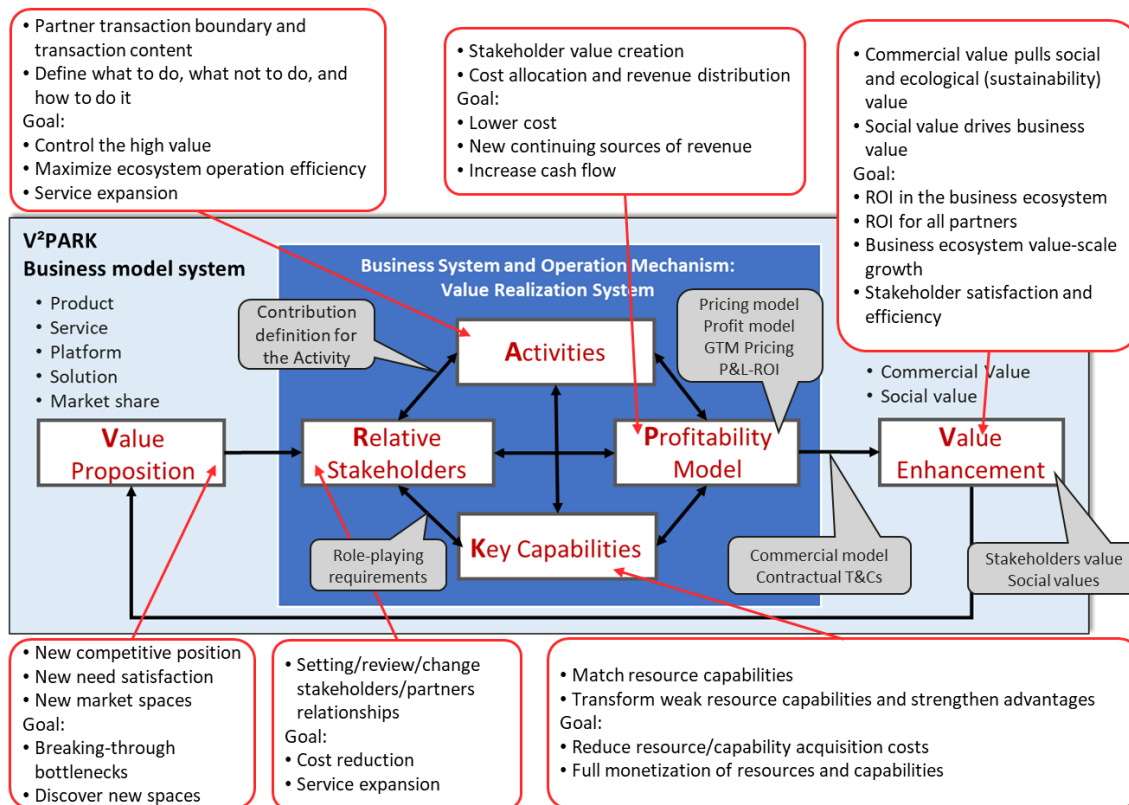 • Partner transaction boundary and
transaction content
• Define what to do, what not to do, and
how to do it
Goal:
• Control the high value
• Maximize ecosystem operation efficiency
• Service expansion
• Stakeholder value creation
• Cost allocation and revenue distribution
Goal:
• Lower cost
• New continuing sources of revenue
• Increase cash flow
• Commercial value pulls social
and ecological (sustainability)
value
• Social value drives business
value
Goal:
• ROI in the business ecosystem
• ROI for all partners
• Business ecosystem value-scale
growth
• Stakeholder satisfaction and
efficiency
V²PARK
Business model system
• Product
• Service
• Platform
• Solution
• Market share
Business System and Operation Mechanism:
Value Realization System
Contribution
definition for
the Activity
Activities
Pricing model
Profit model
GTM Pricing
P&L-ROI
• Commercial Value
• Social value
Value
Proposition
Relative
Stakeholders
Profitability
Model
Value
Enhancement
Role-playing
requirements
Key Capabilities
Commercial model
Contractual T&Cs
Stakeholders value
Social values
• New competitive position
• New need satisfaction
• New market spaces
Goal:
• Breaking-through
bottlenecks
• Discover new spaces
• Setting/review/change
stakeholders/partners
relationships
Goal:
• Cost reduction
• Service expansion
• Match resource capabilities
• Transform weak resource capabilities and strengthen advantages
Goal:
• Reduce resource/capability acquisition costs
• Full monetization of resources and capabilities